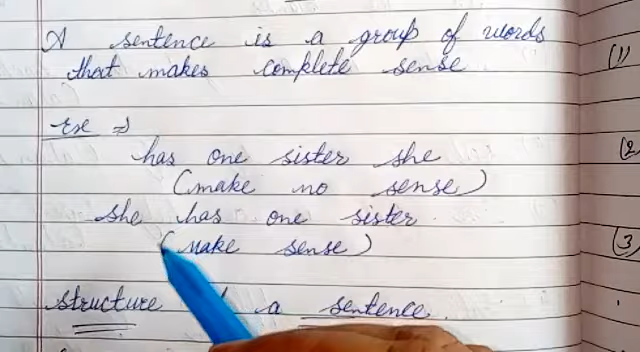 A sentence is a group of words
that makes complete sense
Ex ⇒
has one sister she
(make no sense)
she has one sister.
(make sense)
structure a sentence.
(1)
(2
(3)